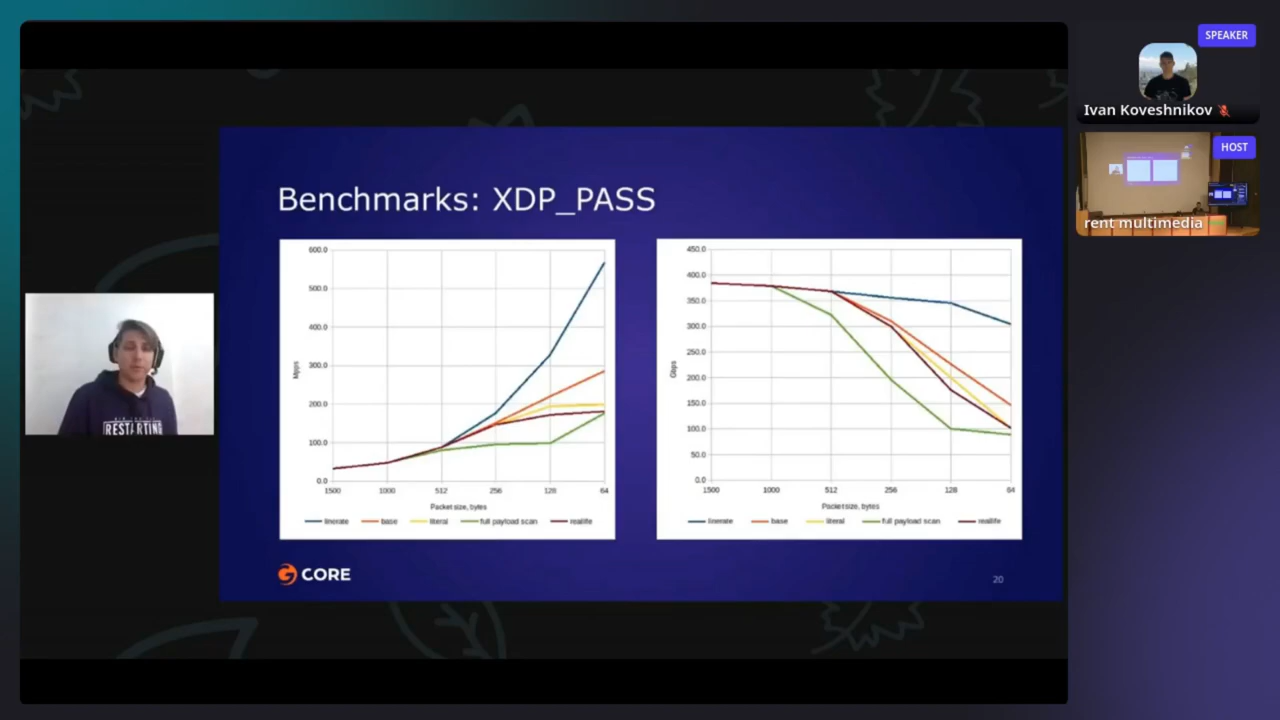 SPEAKER
Ivan Koveshnikov
HOST
rent multimedia
Benchmarks: XDP_PASS
600.0
500.0
400.0
300.0
200.0
100.0
0.0
Mpps
1500 1000 512 256 128 64
Packet size, bytes
linerate base literal full payload scan reallife
450.0
400.0
350.0
300.0
250.0
200.0
150.0
100.0
50.0
0.0
Gbps
1500 1000 512 256 128 64
Packet size, bytes
linerate base literal full payload scan reallife
RESTARTING
G CORE
20